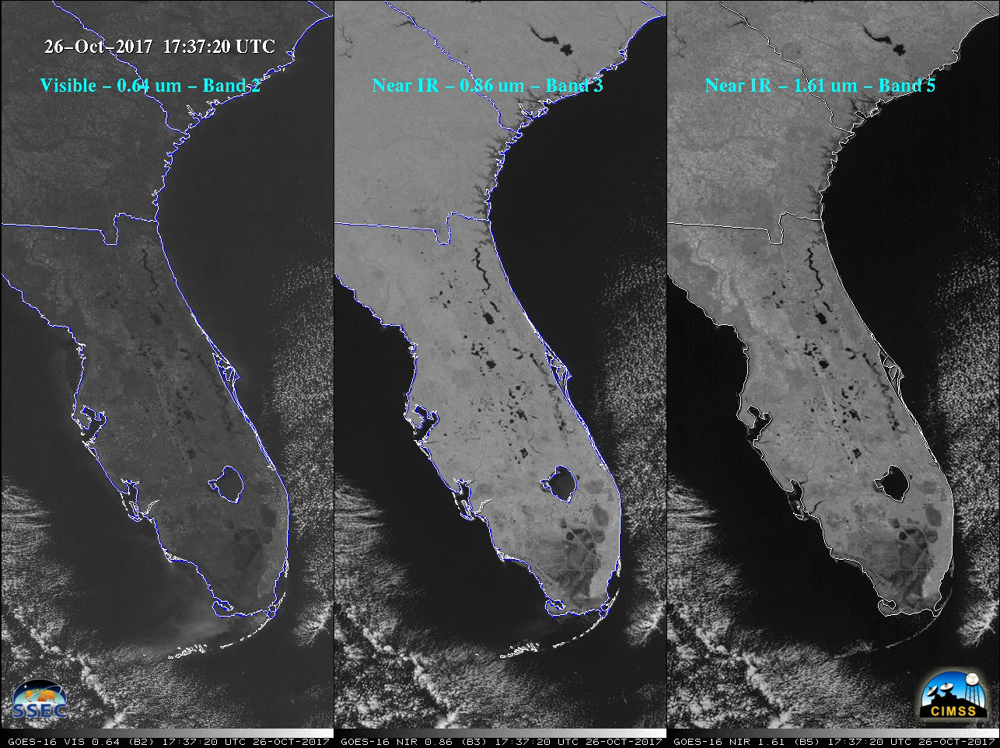 26-Oct-2017 17:37:20 UTC
Visible - 0.64 um - Band 2
Near IR - 0.86 um - Band 3
Near IR - 1.61 um - Band 5
SSEC
CIMSS
GOES-16 VIS 0.64 (B2) 17:37:20 UTC 26-OCT-2017
GOES-16 NIR 0.86 (B3) 17:37:20 UTC 26-OCT-2017
GOES-16 NIR 1.61 (B5) 17:37:20 UTC 26-OCT-2017